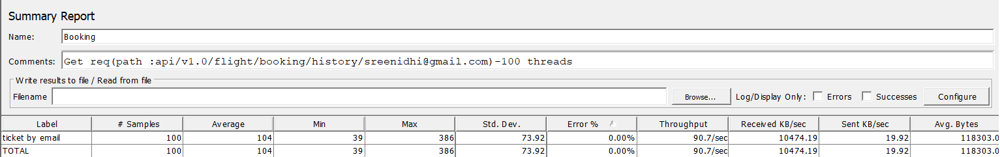 Summary Report
Name: Booking
Comments: Get req(path :api/v1.0/flight/booking/history/sreenidhi@gmail.com)-100 threads
Write results to file / Read from file
Filename Browse... Log/Display Only: Errors Successes Configure
Label # Samples Average Min Max Std. Dev. Error % Throughput Received KB/sec Sent KB/sec Avg. Bytes
ticket by email 100 104 39 386 73.92 0.00% 90.7/sec 10474.19 19.92 118303.0
TOTAL 100 104 39 386 73.92 0.00% 90.7/sec 10474.19 19.92 118303.0